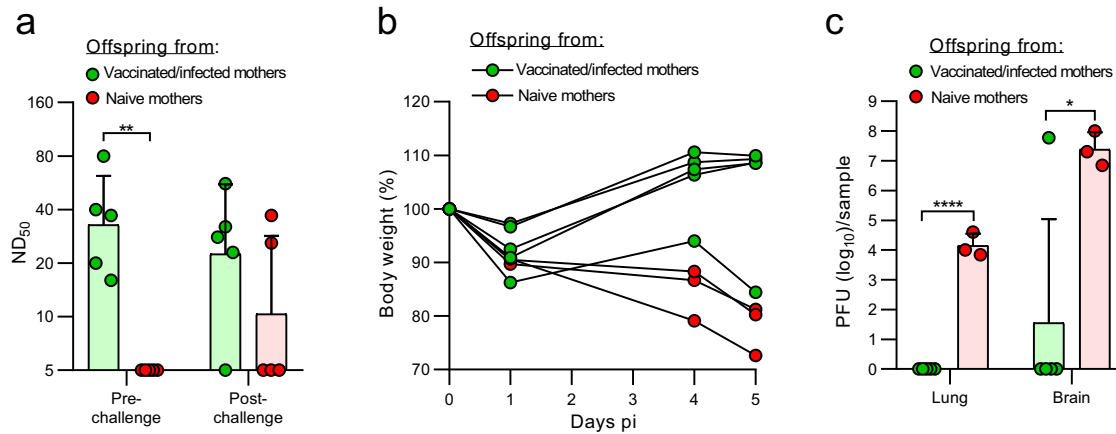 a
Offspring from:
Vaccinated/infected mothers
Naive mothers
160
80
40
20
10
5
ND50
**
Pre-
challenge
Post-
challenge
b
Offspring from:
Vaccinated/infected mothers
Naive mothers
120
110
100
90
80
70
Body weight (%)
0 1 2 3 4 5
Days pi
c
Offspring from:
Vaccinated/infected mothers
Naive mothers
9
8
7
6
5
4
3
2
1
0
PFU (log10)/sample
****
*
Lung
Brain